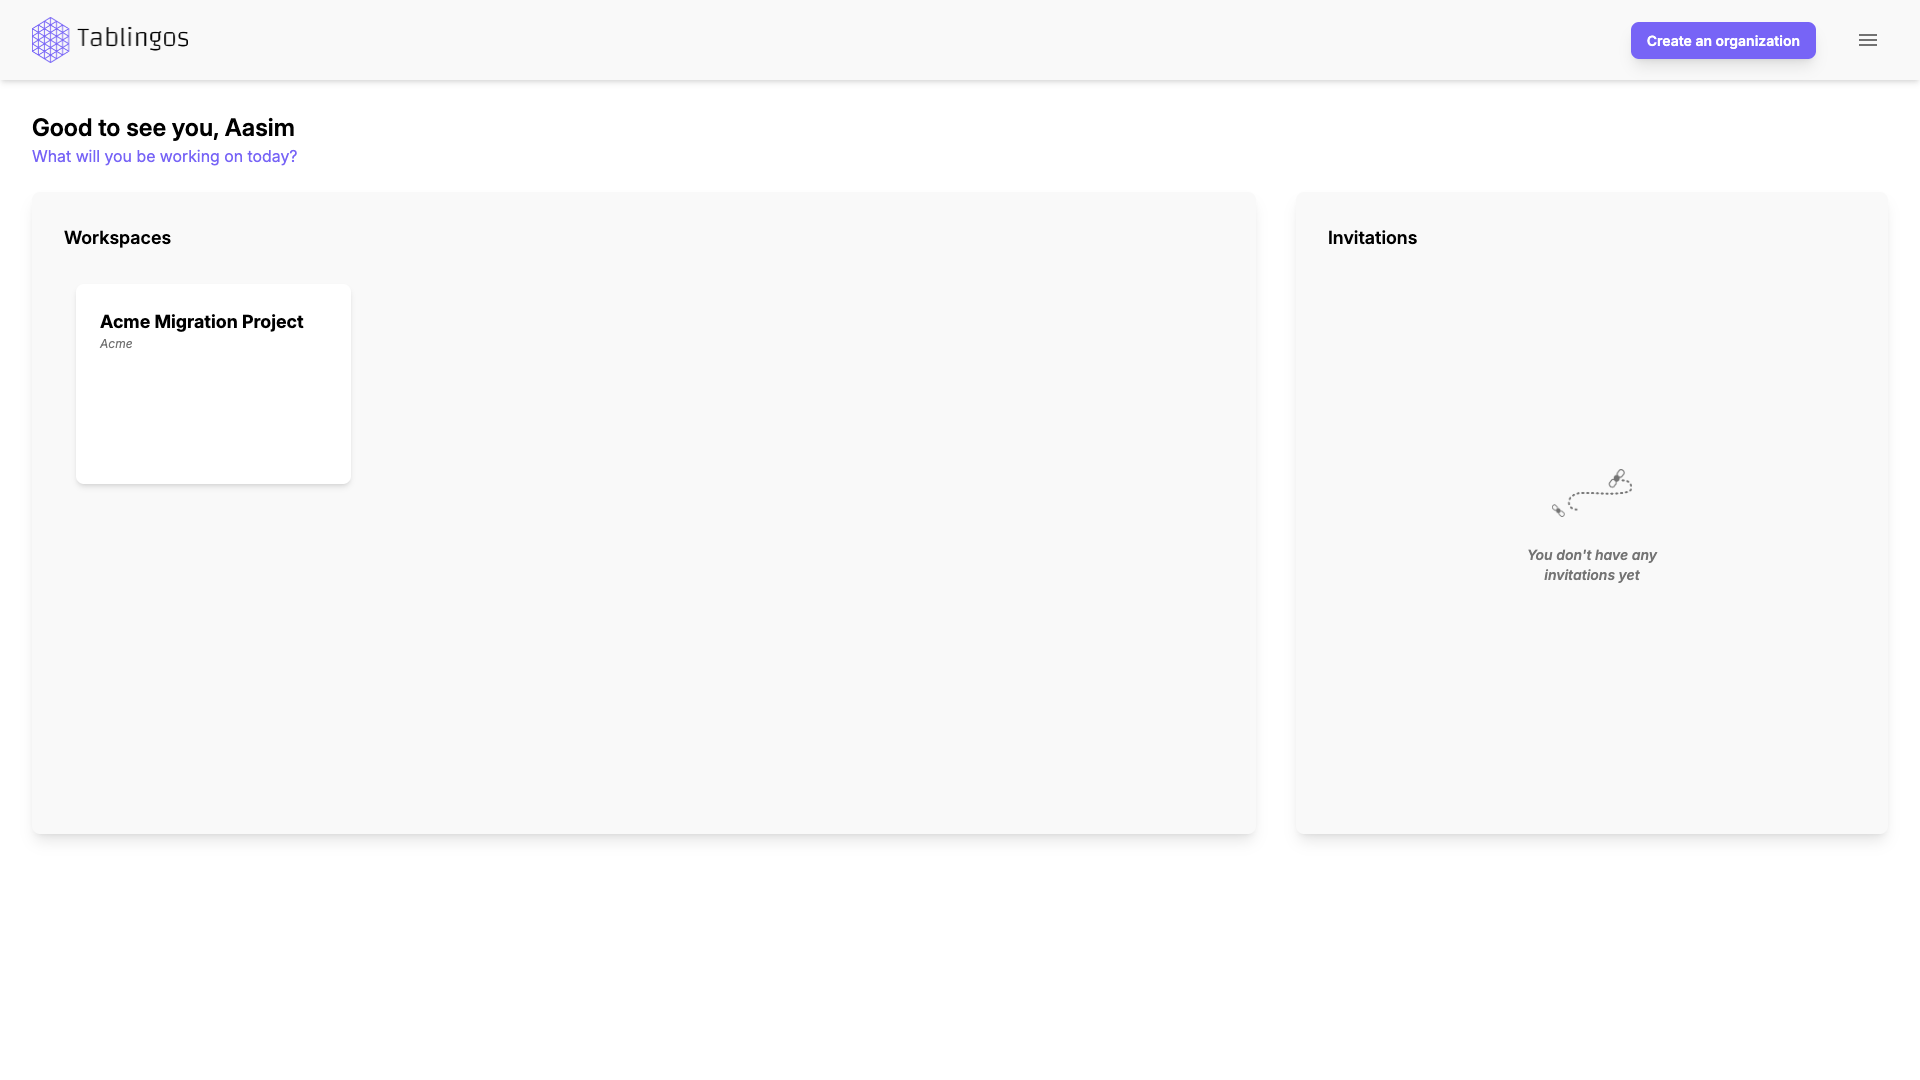 Tablingos
Create an organization
Good to see you, Aasim
What will you be working on today?
Workspaces
Acme Migration Project
Acme
Invitations
You don't have any
invitations yet